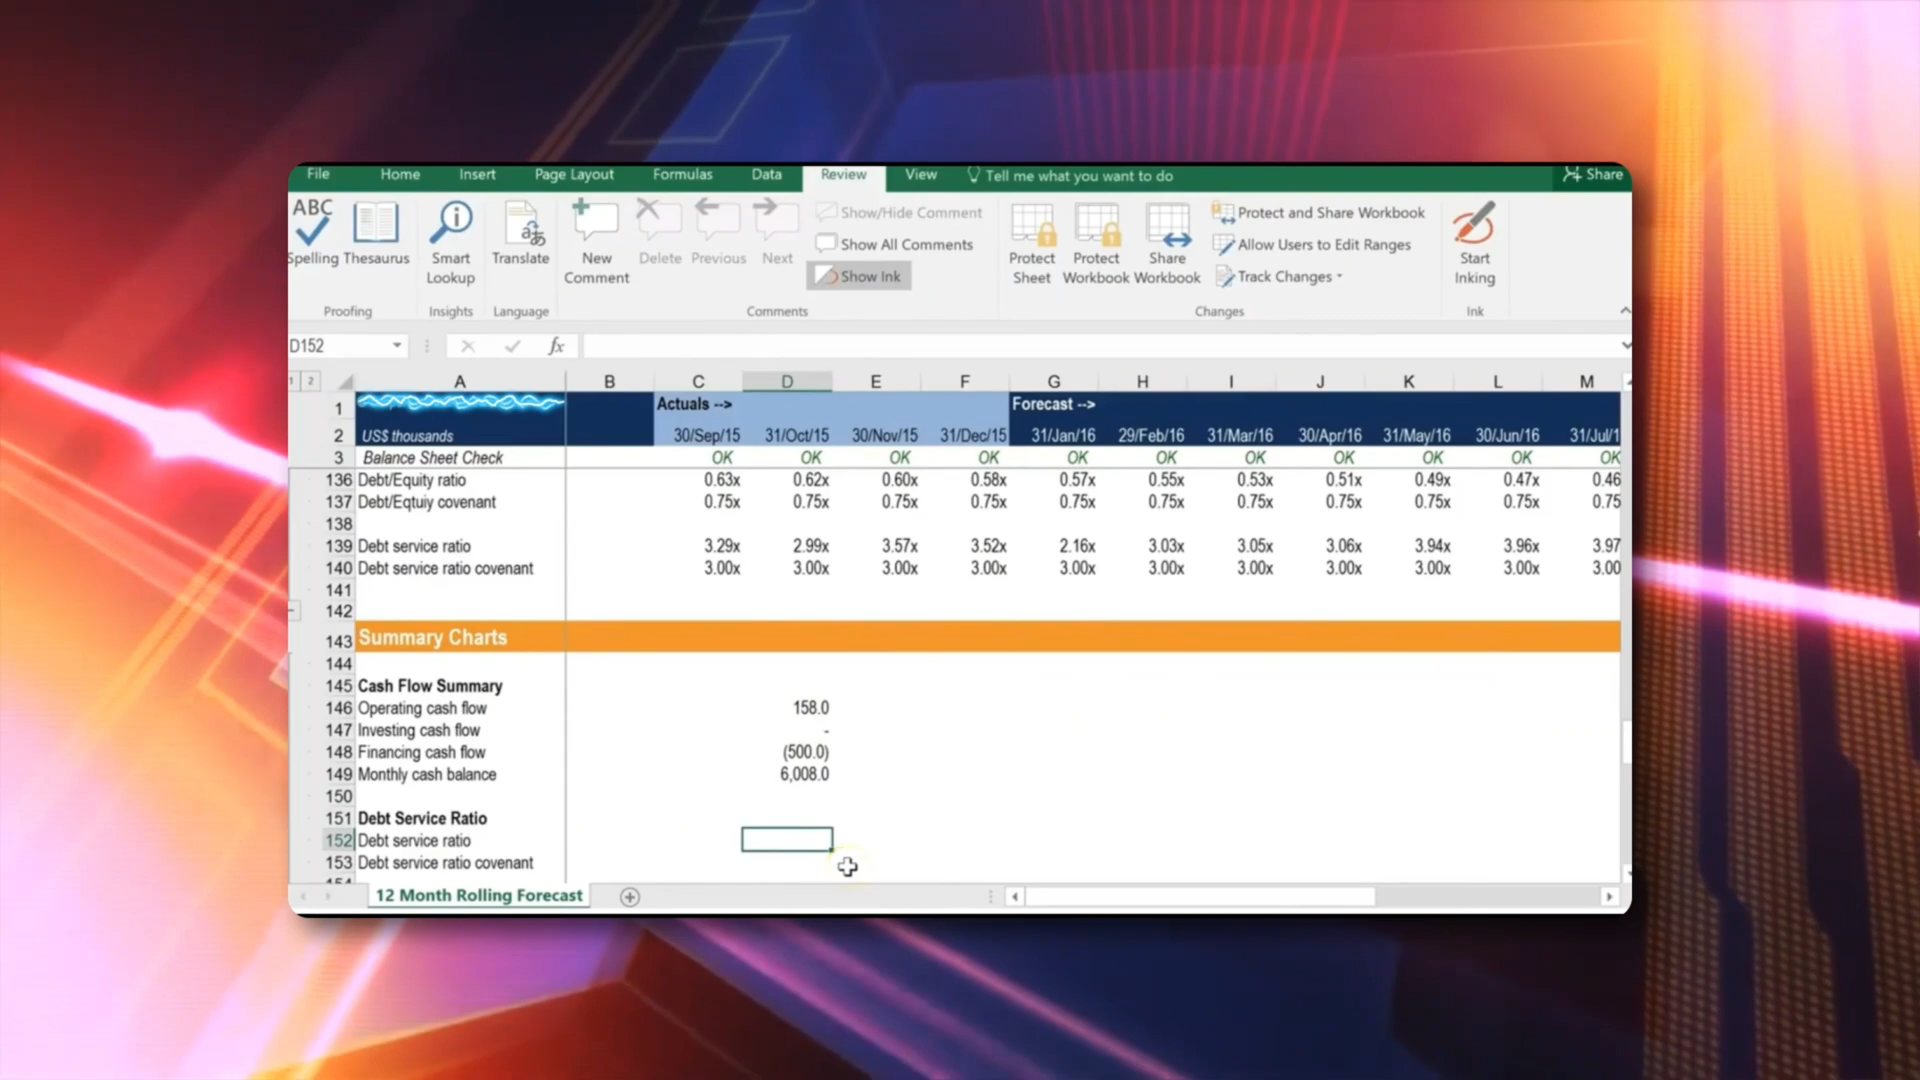 File Home Insert Page Layout Formulas Data Review View Tell me what you want to do Share
ABC
Spelling Thesaurus Smart Lookup Translate New Comment Delete Previous Next Show/Hide Comment Show All Comments Show Ink Protect Sheet Protect Workbook Share Workbook Protect and Share Workbook Allow Users to Edit Ranges Track Changes Start Inking
Proofing Insights Language Comments Changes Ink
D152 fx
1 2 A B C D E F G H I J K L M
1 Actuals --> Forecast -->
2 US$ thousands 30/Sep/15 31/Oct/15 30/Nov/15 31/Dec/15 31/Jan/16 29/Feb/16 31/Mar/16 30/Apr/16 31/May/16 30/Jun/16 31/Jul/1
3 Balance Sheet Check OK OK OK OK OK OK OK OK OK OK OK
136 Debt/Equity ratio 0.63x 0.62x 0.60x 0.58x 0.57x 0.55x 0.53x 0.51x 0.49x 0.47x 0.46
137 Debt/Eqtuiy covenant 0.75x 0.75x 0.75x 0.75x 0.75x 0.75x 0.75x 0.75x 0.75x 0.75x 0.75
138
139 Debt service ratio 3.29x 2.99x 3.57x 3.52x 2.16x 3.03x 3.05x 3.06x 3.94x 3.96x 3.97
140 Debt service ratio covenant 3.00x 3.00x 3.00x 3.00x 3.00x 3.00x 3.00x 3.00x 3.00x 3.00x 3.00
141
142
143 Summary Charts
144
145 Cash Flow Summary
146 Operating cash flow 158.0
147 Investing cash flow -
148 Financing cash flow (500.0)
149 Monthly cash balance 6,008.0
150
151 Debt Service Ratio
152 Debt service ratio
153 Debt service ratio covenant
12 Month Rolling Forecast